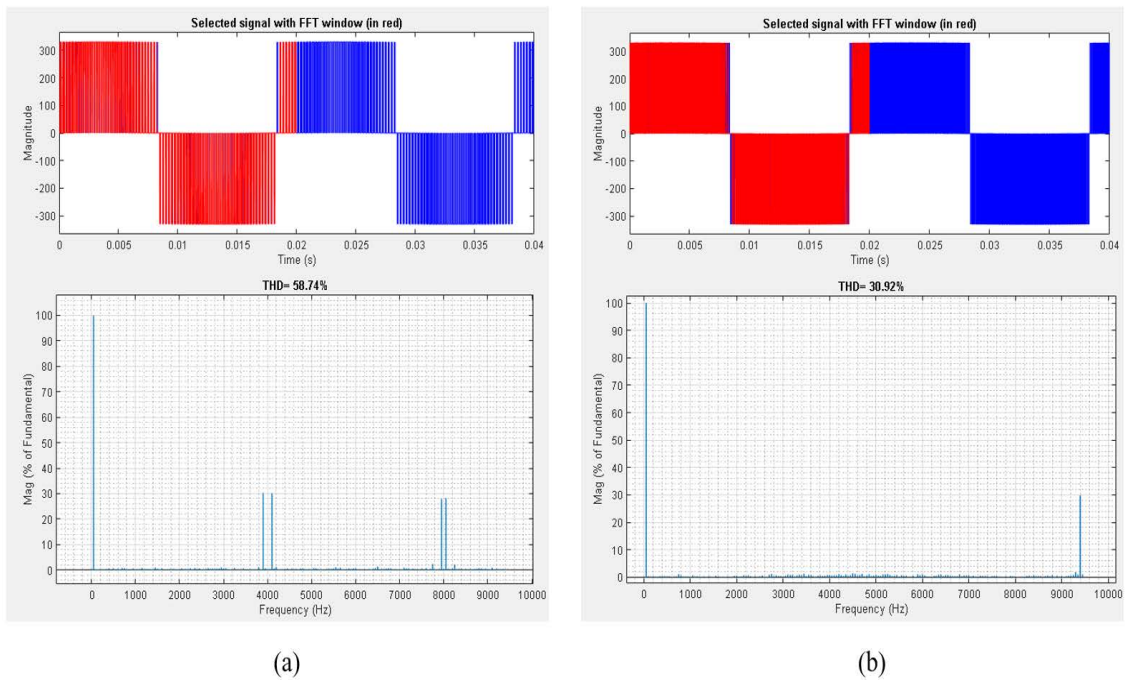 Selected signal with FFT window (in red)
300
200
100
0
-100
-200
-300
Magnitude
0 0.005 0.01 0.015 0.02 0.025 0.03 0.035 0.04
Time (s)
THD= 58.74%
100
90
80
70
60
50
40
30
20
10
0
Mag (% of Fundamental)
0 1000 2000 3000 4000 5000 6000 7000 8000 9000 10000
Frequency (Hz)
(a)
Selected signal with FFT window (in red)
300
200
100
0
-100
-200
-300
Magnitude
0 0.005 0.01 0.015 0.02 0.025 0.03 0.035 0.04
Time (s)
THD= 30.92%
100
90
80
70
60
50
40
30
20
10
0
Mag (% of Fundamental)
0 1000 2000 3000 4000 5000 6000 7000 8000 9000 10000
Frequency (Hz)
(b)